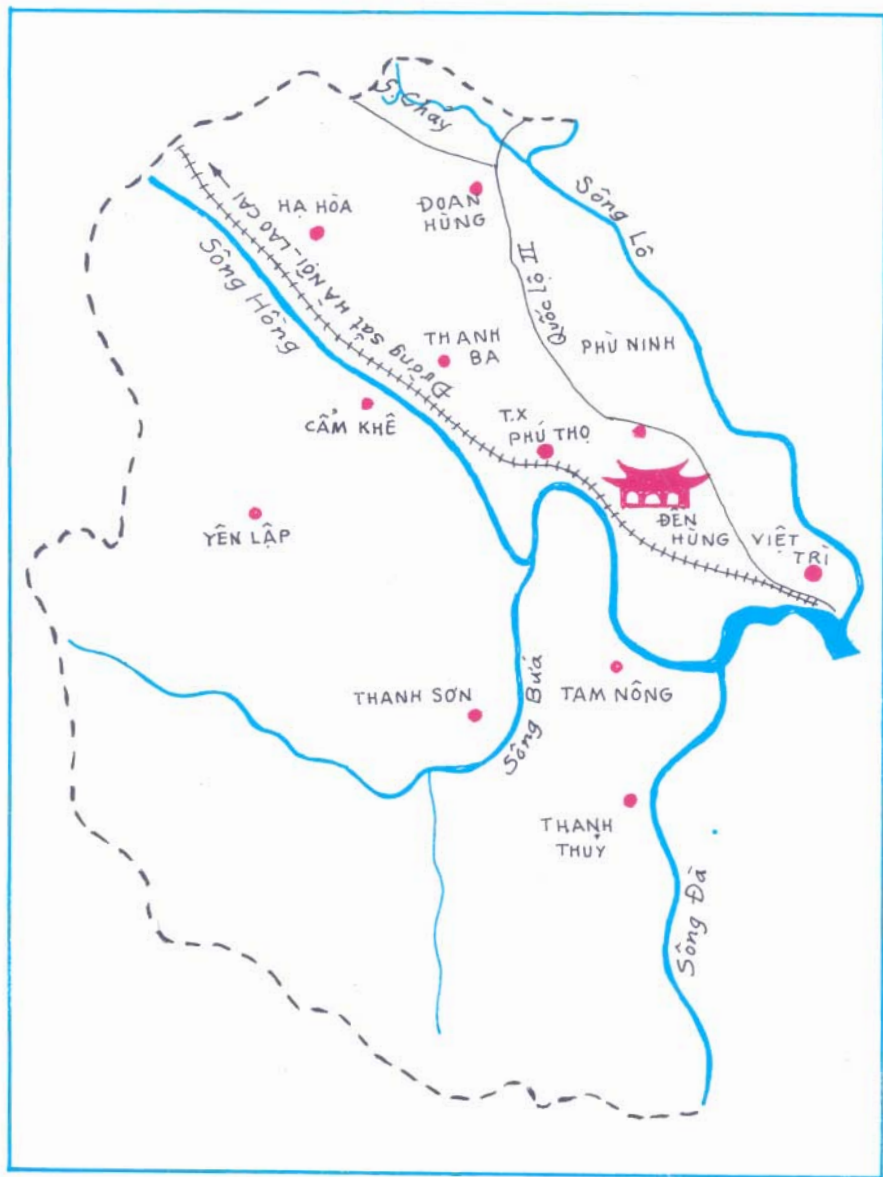 S. Chảy
Sông Lô
ĐOAN
HÙNG
HẠ HÒA
Đường sắt HÀ NỘI-LAO CAI
Sông Hồng
Quốc lộ II
PHÙ NINH
THANH
BA
CẨM KHÊ
T.X
PHÚ THỌ
ĐỀN
HÙNG
VIỆT
TRÌ
YÊN LẬP
THANH SƠN
Sông Bứa
TAM NÔNG
THANH
THUỶ
Sông Đà